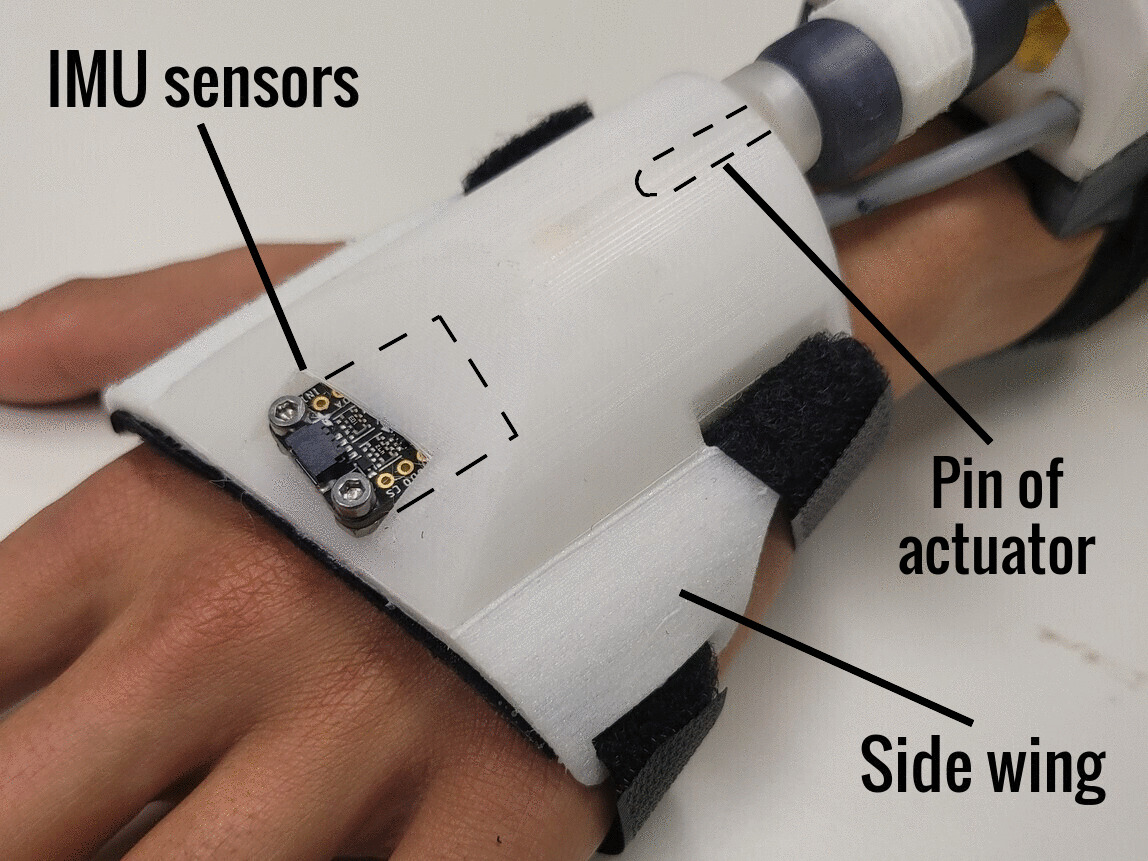 IMU sensors
Pin of
actuator
Side wing